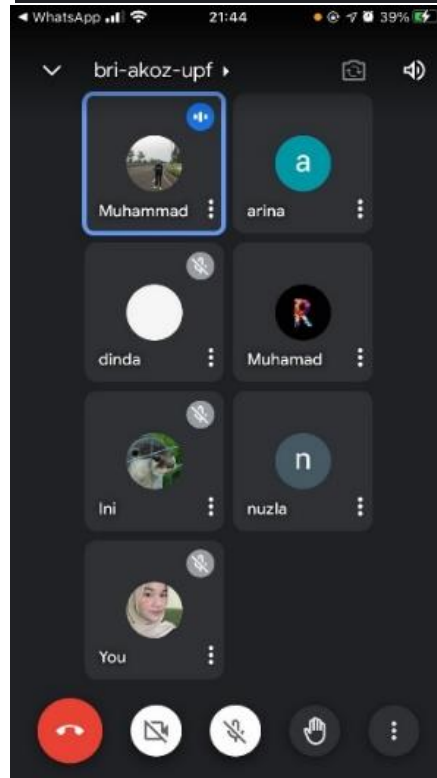 WhatsApp 21:44 39%
bri-akoz-upf
a
Muhammad arina
R
dinda Muhamad
n
Ini nuzla
You